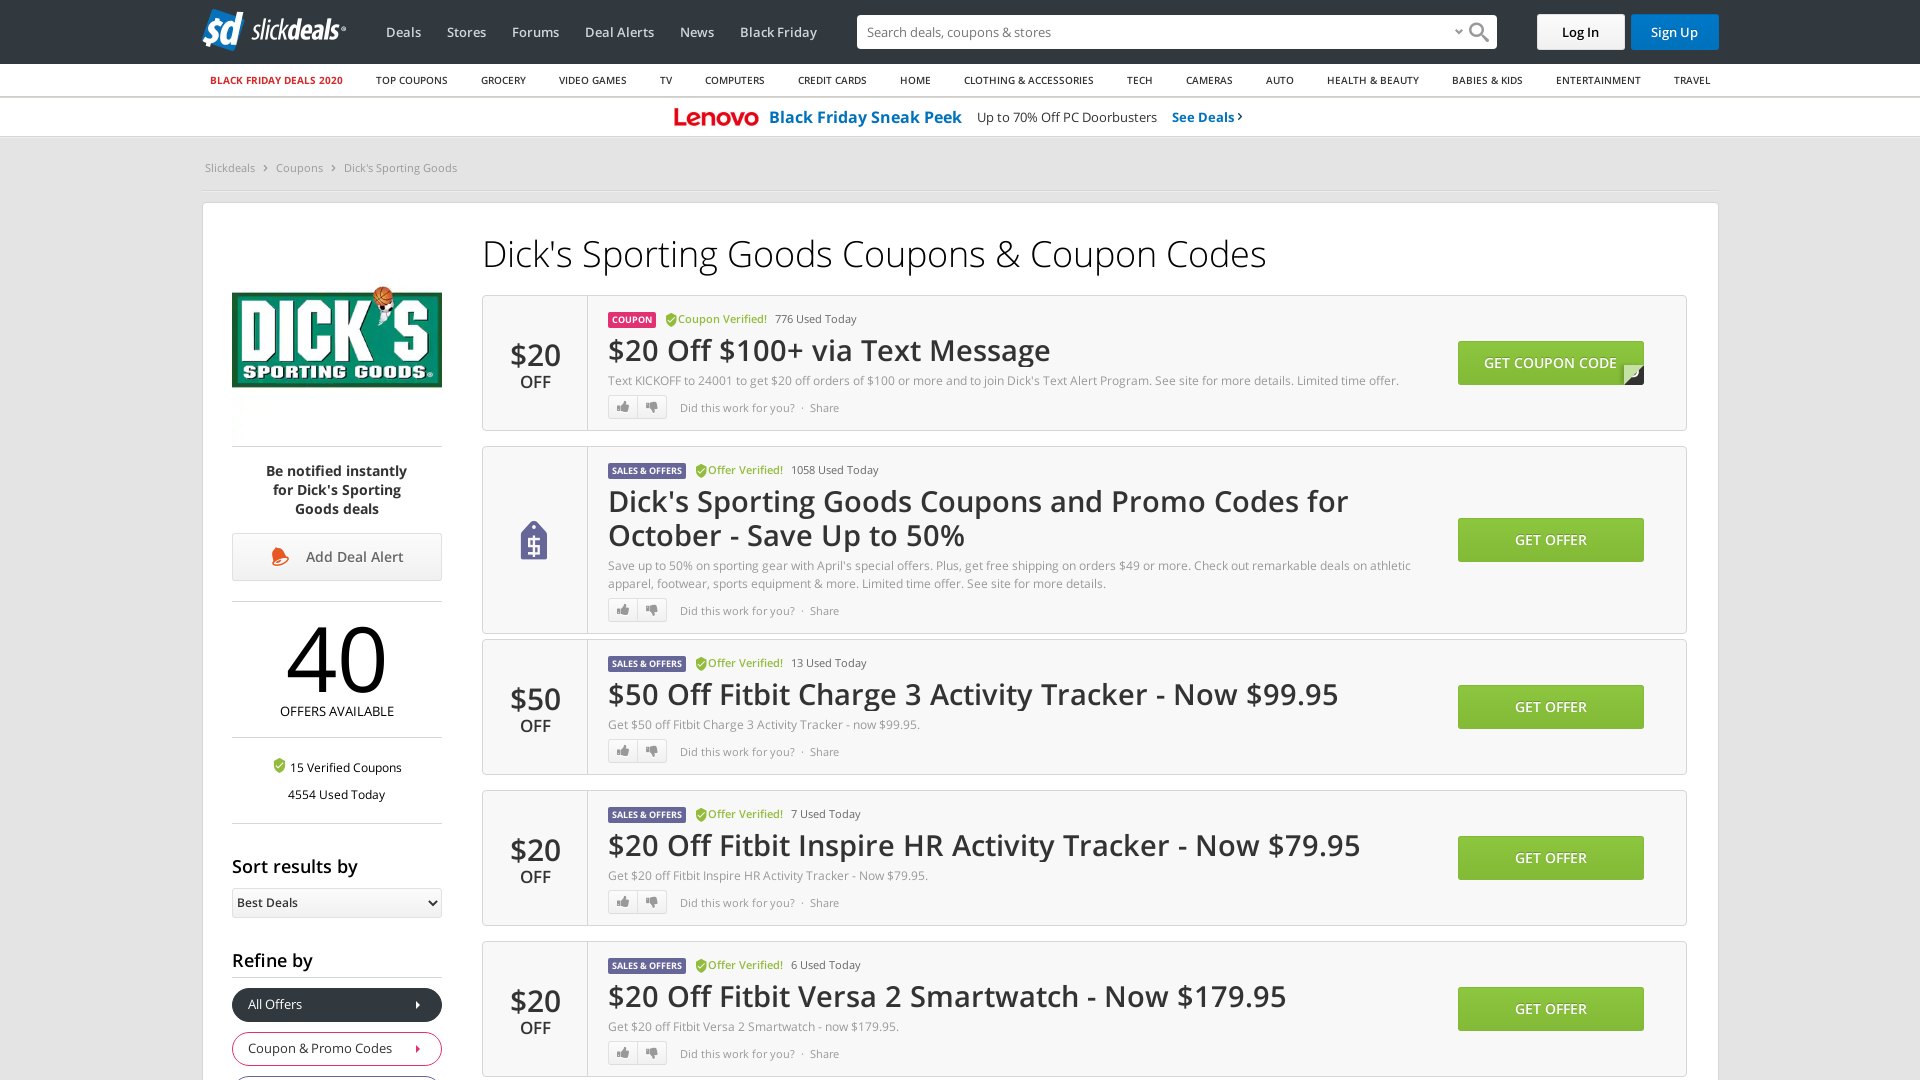 sd slickdeals
Deals
Stores
Forums
Deal Alerts
News
Black Friday
Search deals, coupons & stores
Log In
Sign Up
BLACK FRIDAY DEALS 2020
TOP COUPONS
GROCERY
VIDEO GAMES
TV
COMPUTERS
CREDIT CARDS
HOME
CLOTHING & ACCESSORIES
TECH
CAMERAS
AUTO
HEALTH & BEAUTY
BABIES & KIDS
ENTERTAINMENT
TRAVEL
Lenovo Black Friday Sneak Peek Up to 70% Off PC Doorbusters See Deals
Slickdeals > Coupons > Dick's Sporting Goods
DICK'S
SPORTING GOODS
Be notified instantly
for Dick's Sporting
Goods deals
Add Deal Alert
40
OFFERS AVAILABLE
15 Verified Coupons
4554 Used Today
Sort results by
Best Deals
Refine by
All Offers
Coupon & Promo Codes
Dick's Sporting Goods Coupons & Coupon Codes
$20
OFF
COUPON Coupon Verified! 776 Used Today
$20 Off $100+ via Text Message
Text KICKOFF to 24001 to get $20 off orders of $100 or more and to join Dick's Text Alert Program. See site for more details. Limited time offer.
Did this work for you? · Share
GET COUPON CODE
SALES & OFFERS Offer Verified! 1058 Used Today
Dick's Sporting Goods Coupons and Promo Codes for
October - Save Up to 50%
Save up to 50% on sporting gear with April's special offers. Plus, get free shipping on orders $49 or more. Check out remarkable deals on athletic
apparel, footwear, sports equipment & more. Limited time offer. See site for more details.
Did this work for you? · Share
GET OFFER
$50
OFF
SALES & OFFERS Offer Verified! 13 Used Today
$50 Off Fitbit Charge 3 Activity Tracker - Now $99.95
Get $50 off Fitbit Charge 3 Activity Tracker - now $99.95.
Did this work for you? · Share
GET OFFER
$20
OFF
SALES & OFFERS Offer Verified! 7 Used Today
$20 Off Fitbit Inspire HR Activity Tracker - Now $79.95
Get $20 off Fitbit Inspire HR Activity Tracker - Now $79.95.
Did this work for you? · Share
GET OFFER
$20
OFF
SALES & OFFERS Offer Verified! 6 Used Today
$20 Off Fitbit Versa 2 Smartwatch - Now $179.95
Get $20 off Fitbit Versa 2 Smartwatch - now $179.95.
Did this work for you? · Share
GET OFFER